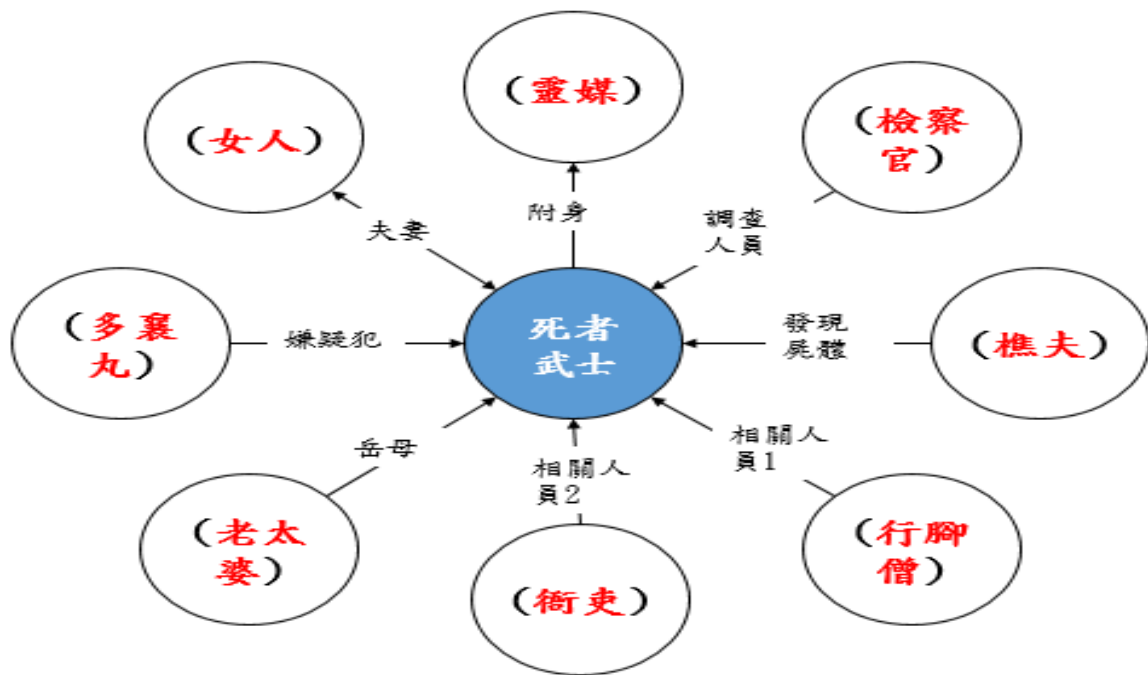 （靈媒）
（女人）
（檢察
官）
附身
夫妻
調查
人員
（多襄
丸）
嫌疑犯
死者
武士
發現
屍體
（樵夫）
岳母
相關人
員2
相關人
員1
（老太
婆）
（衙吏）
（行腳
僧）